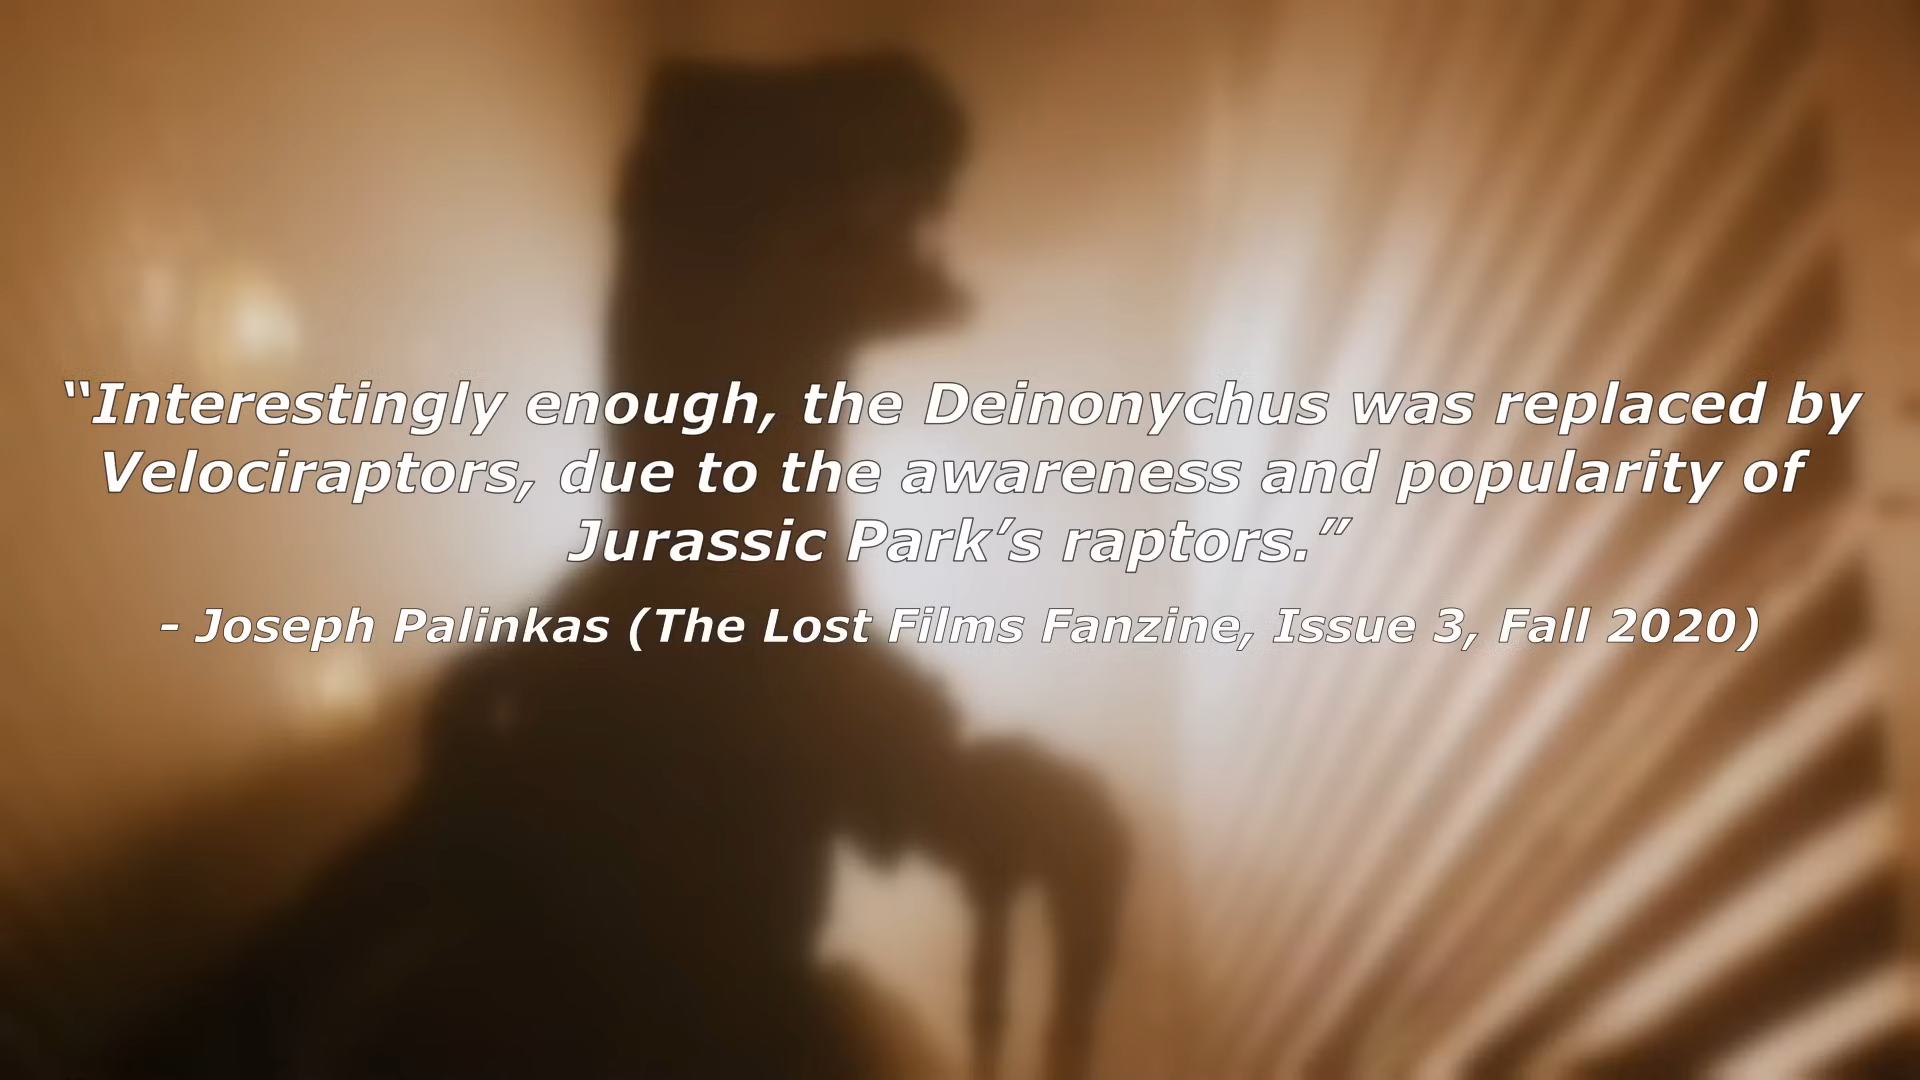 “Interestingly enough, the Deinonychus was replaced by
Velociraptors, due to the awareness and popularity of
Jurassic Park’s raptors.”
- Joseph Palinkas (The Lost Films Fanzine, Issue 3, Fall 2020)